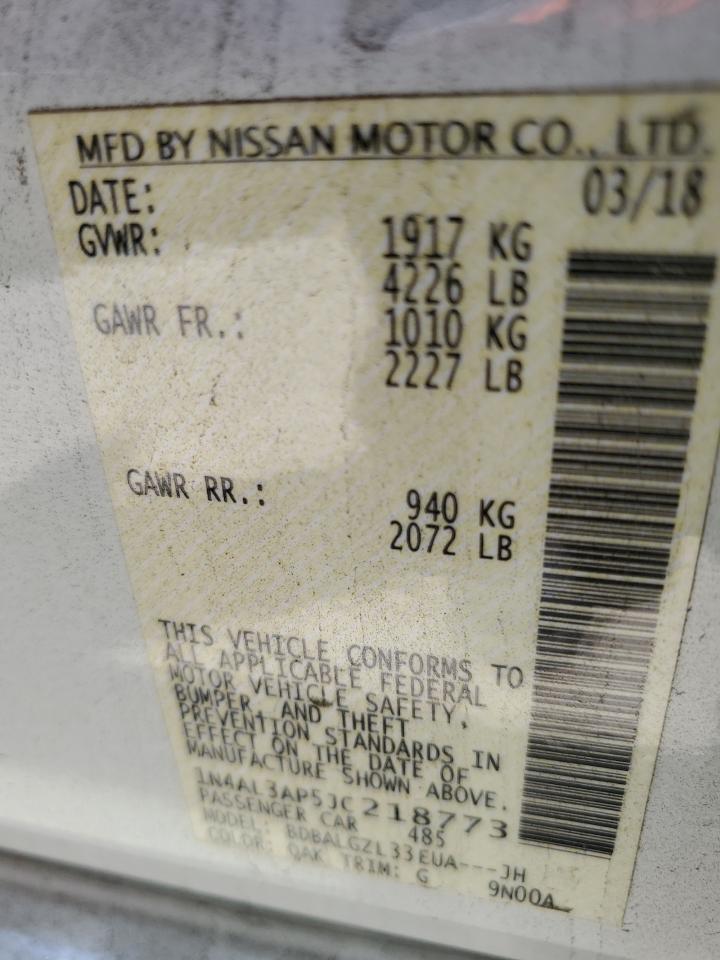 MFD BY NISSAN MOTOR CO., LTD.
DATE: 03/18
GVWR: 1917 KG
4226 LB
GAWR FR.: 1010 KG
2227 LB
GAWR RR.: 940 KG
2072 LB
THIS VEHICLE CONFORMS TO
ALL APPLICABLE FEDERAL
MOTOR VEHICLE SAFETY,
BUMPER, AND THEFT
PREVENTION STANDARDS IN
EFFECT ON THE DATE OF
MANUFACTURE SHOWN ABOVE.
1N4AL3AP5JC218773
PASSENGER CAR 485
MODEL: BDBALGZL33EUA---JH
COLOR: QAK TRIM: G 9N00A